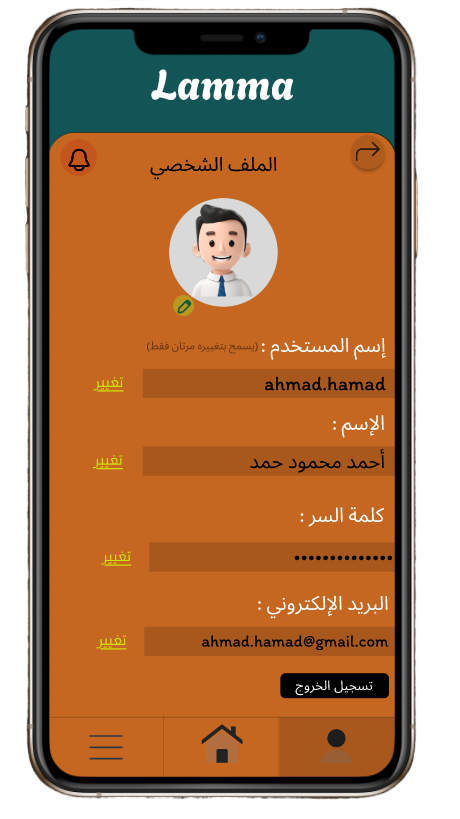 Lamma
الملف الشخصي
إسم المستخدم : (يسمح بتغييره مرتان فقط)
ahmad.hamad
تغيير
الإسم :
أحمد محمود حمد
تغيير
كلمة السر :
••••••••••••••
تغيير
البريد الإلكتروني :
ahmad.hamad@gmail.com
تغيير
تسجيل الخروج